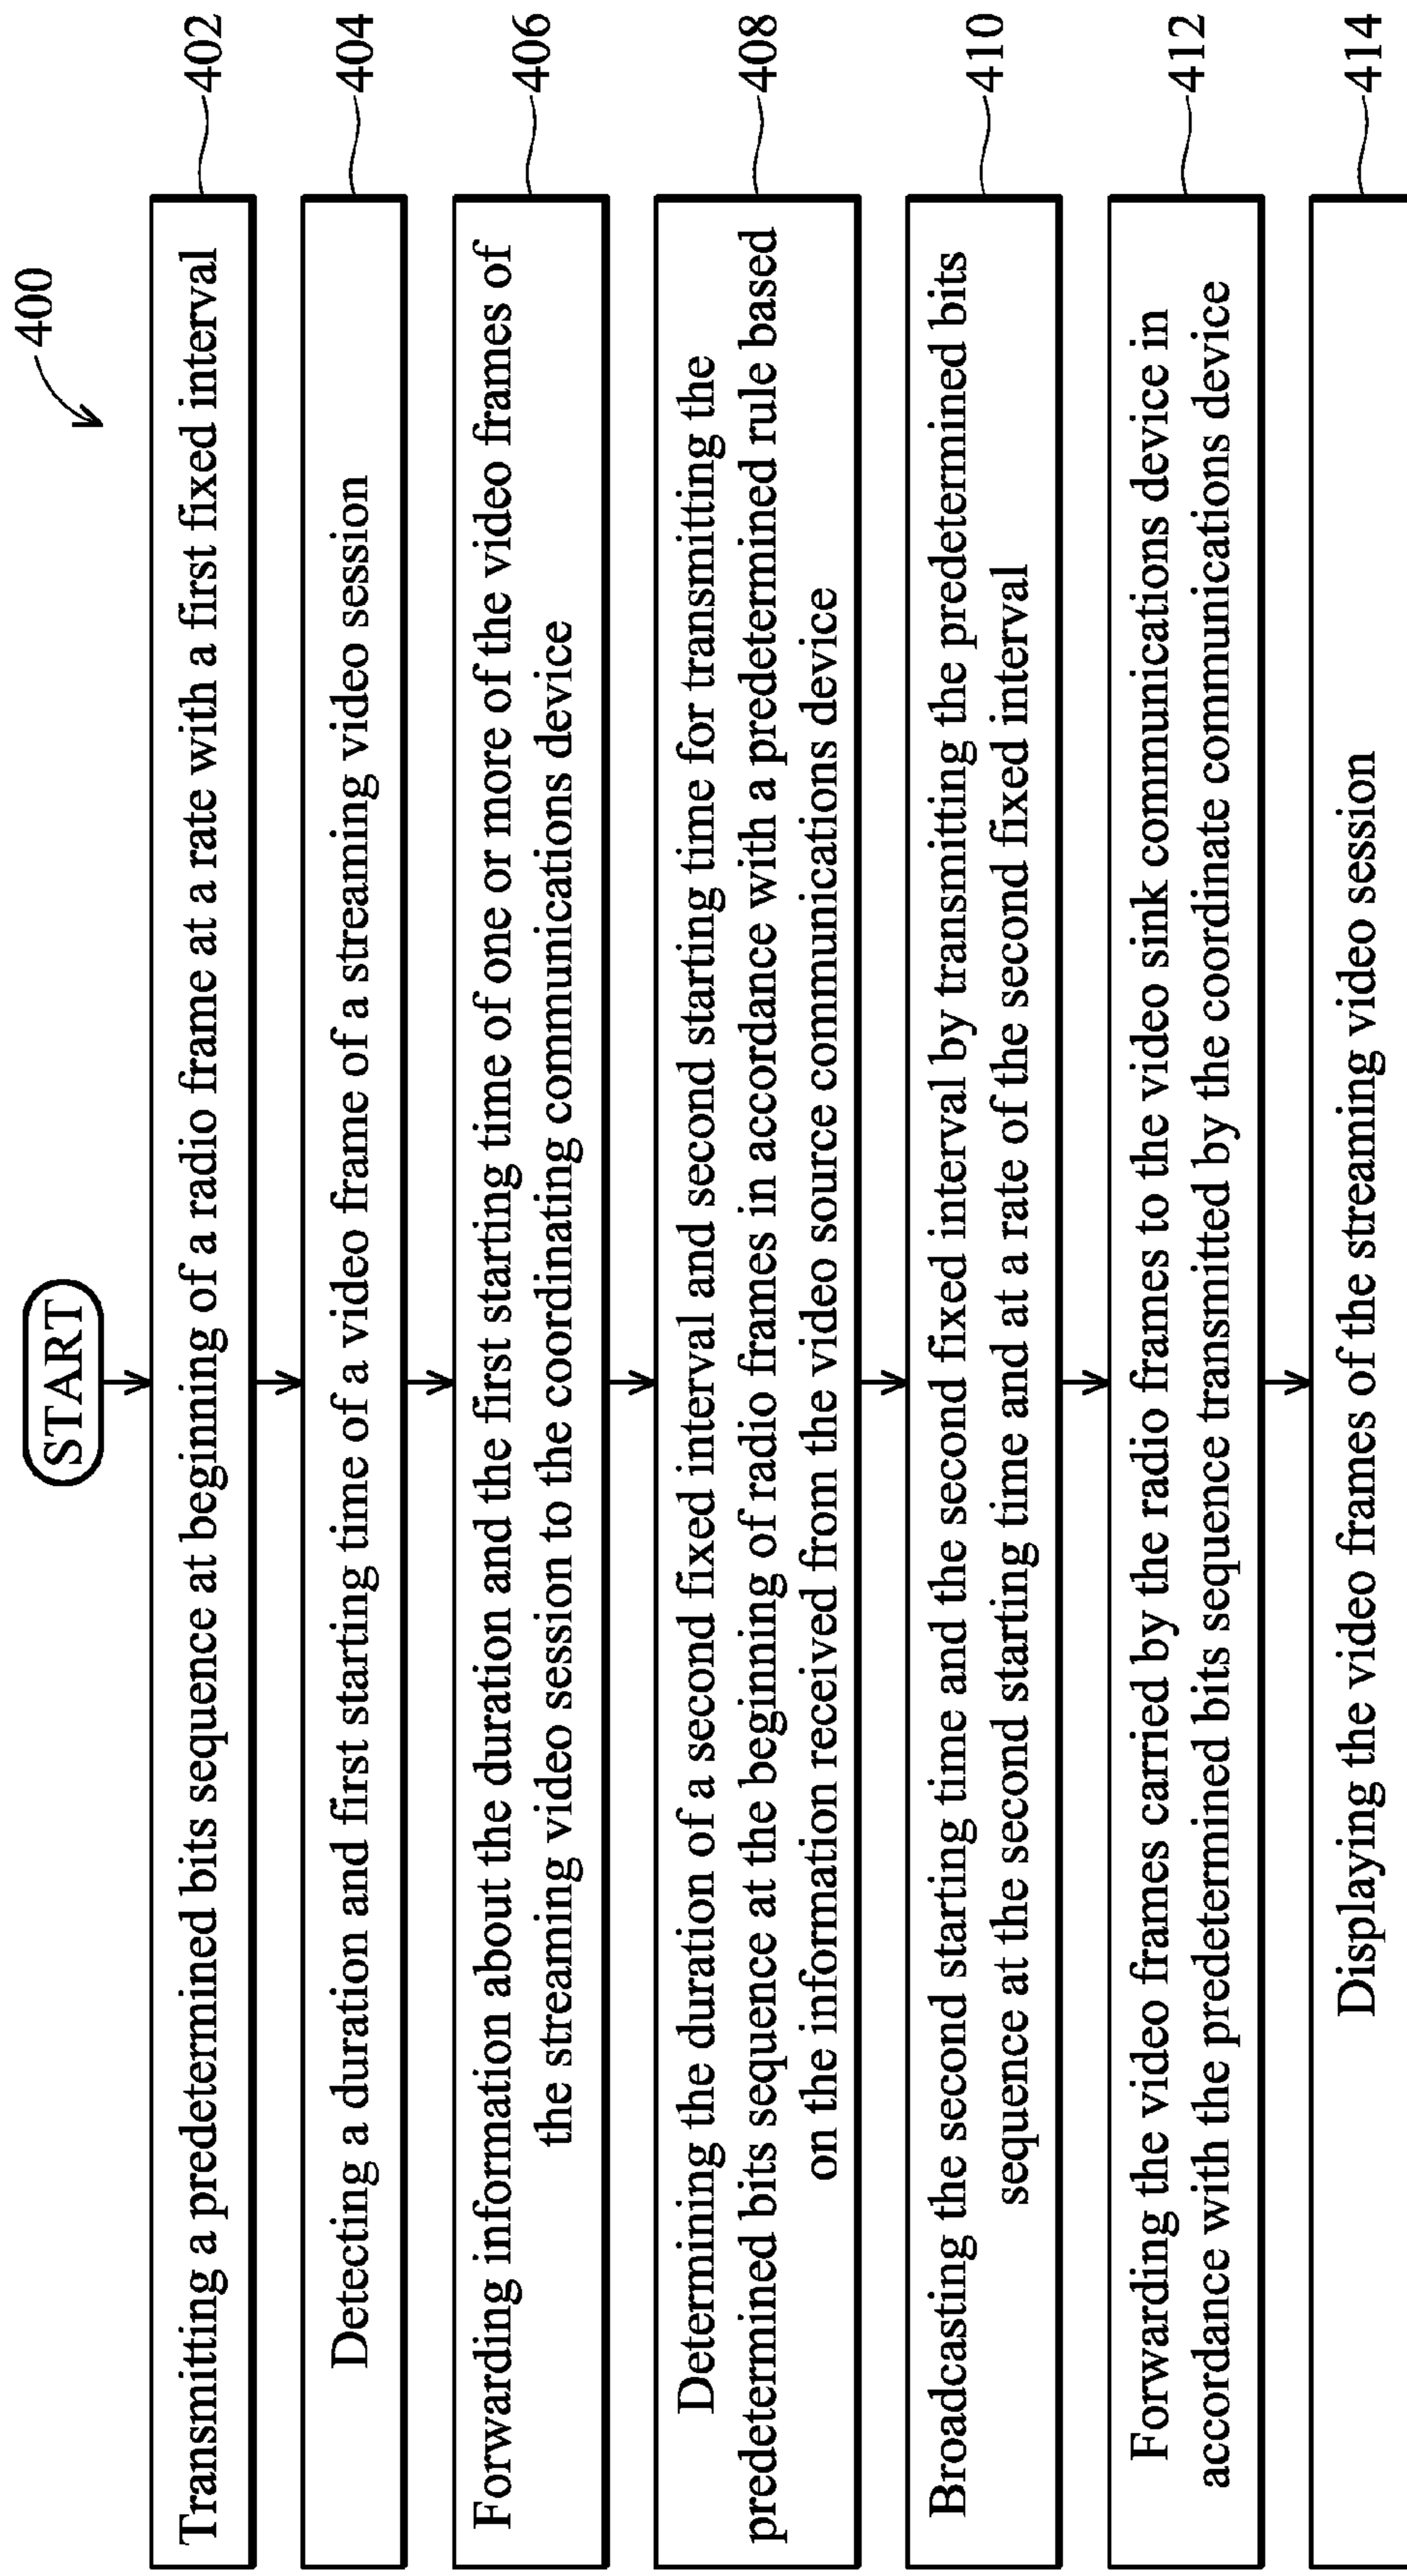 400
START
Transmitting a predetermined bits sequence at beginning of a radio frame at a rate with a first fixed interval
402
Detecting a duration and first starting time of a video frame of a streaming video session
404
Forwarding information about the duration and the first starting time of one or more of the video frames of
the streaming video session to the coordinating communications device
406
Determining the duration of a second fixed interval and second starting time for transmitting the
predetermined bits sequence at the beginning of radio frames in accordance with a predetermined rule based
on the information received from the video source communications device
408
Broadcasting the second starting time and the second fixed interval by transmitting the predetermined bits
sequence at the second starting time and at a rate of the second fixed interval
410
Forwarding the video frames carried by the radio frames to the video sink communications device in
accordance with the predetermined bits sequence transmitted by the coordinate communications device
412
Displaying the video frames of the streaming video session
414